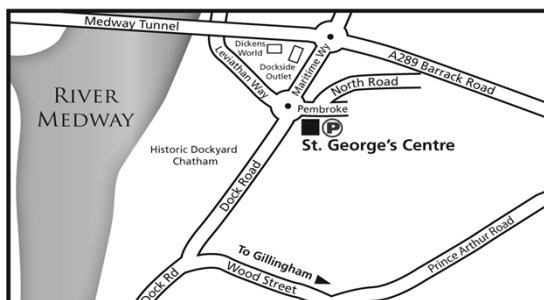 Medway Tunnel
Dickens
World
Dockside
Outlet
Leviathan Way
Maritime Wy
A289 Barrack Road
North Road
Pembroke
P
St. George's Centre
RIVER
MEDWAY
Historic Dockyard
Chatham
Dock Road
To Gillingham
Wood Street
Dock Rd
Prince Arthur Road